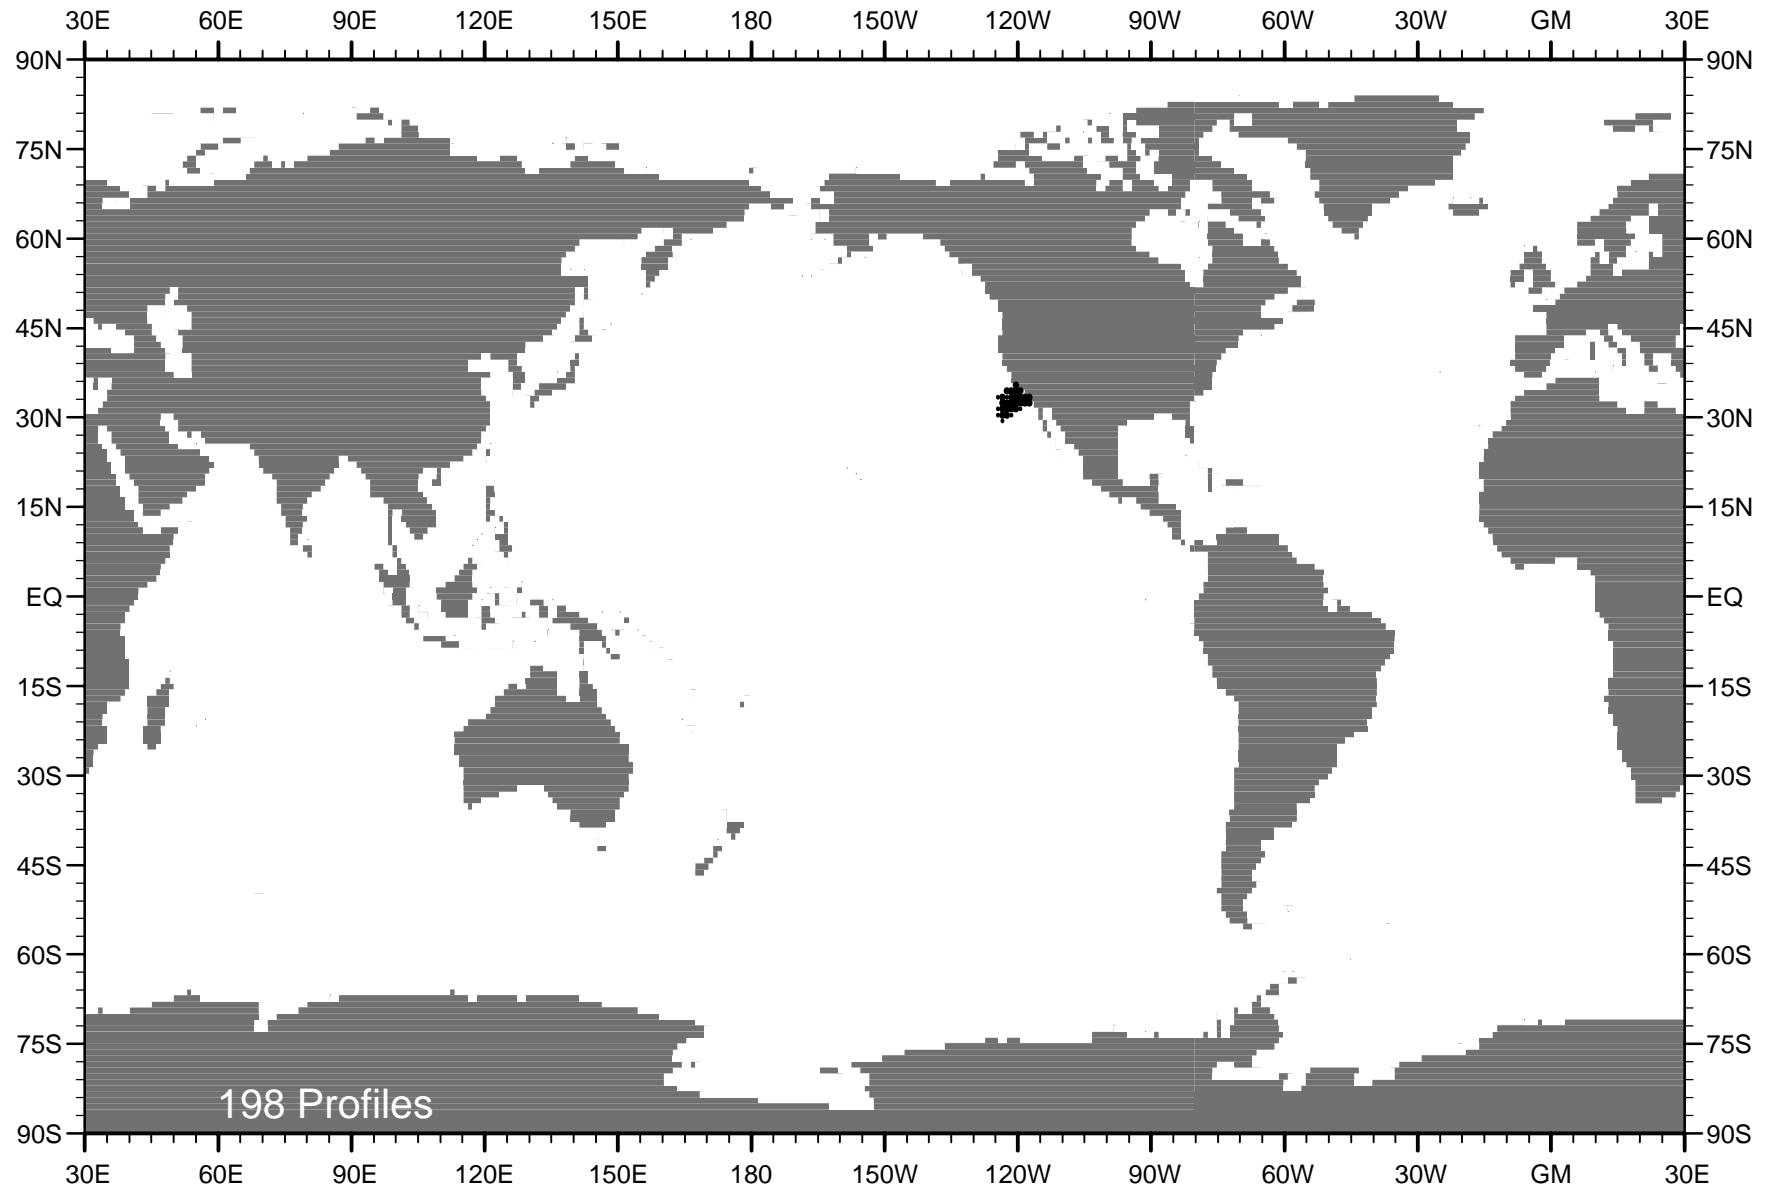 30E 60E 90E 120E 150E 180 150W 120W 90W 60W 30W GM 30E
90N 90N
75N 75N
60N 60N
45N 45N
30N 30N
15N 15N
EQ EQ
15S 15S
30S 30S
45S 45S
60S 60S
75S 75S
198 Profiles
90S 90S
30E 60E 90E 120E 150E 180 150W 120W 90W 60W 30W GM 30E